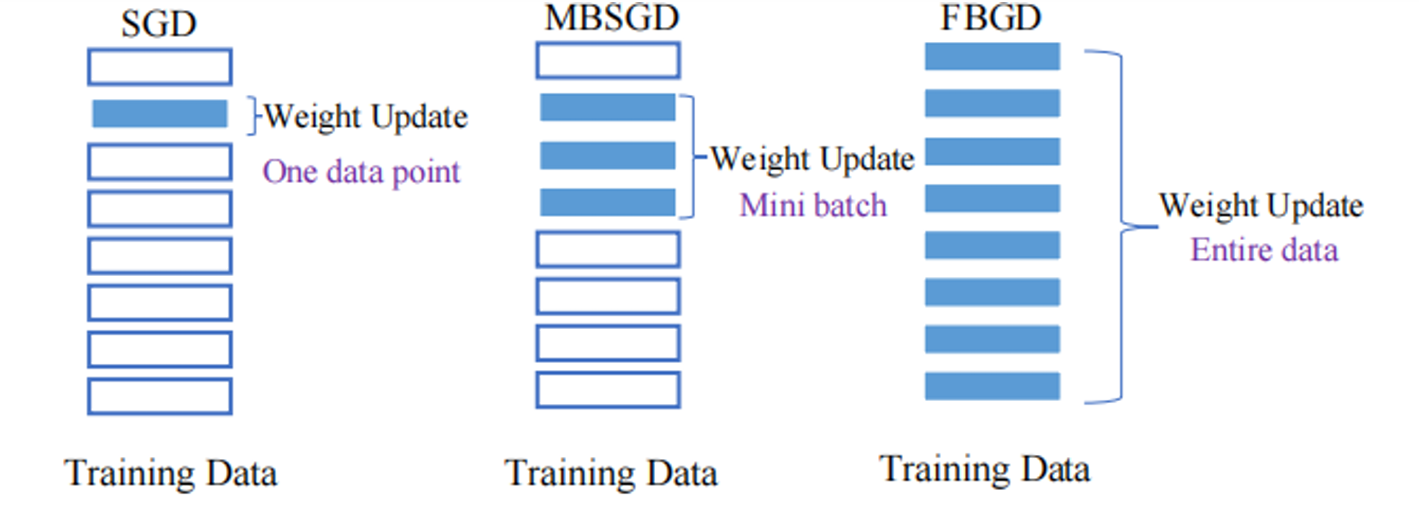 SGD
Weight Update
One data point
Training Data
MBSGD
Weight Update
Mini batch
Training Data
FBGD
Weight Update
Entire data
Training Data